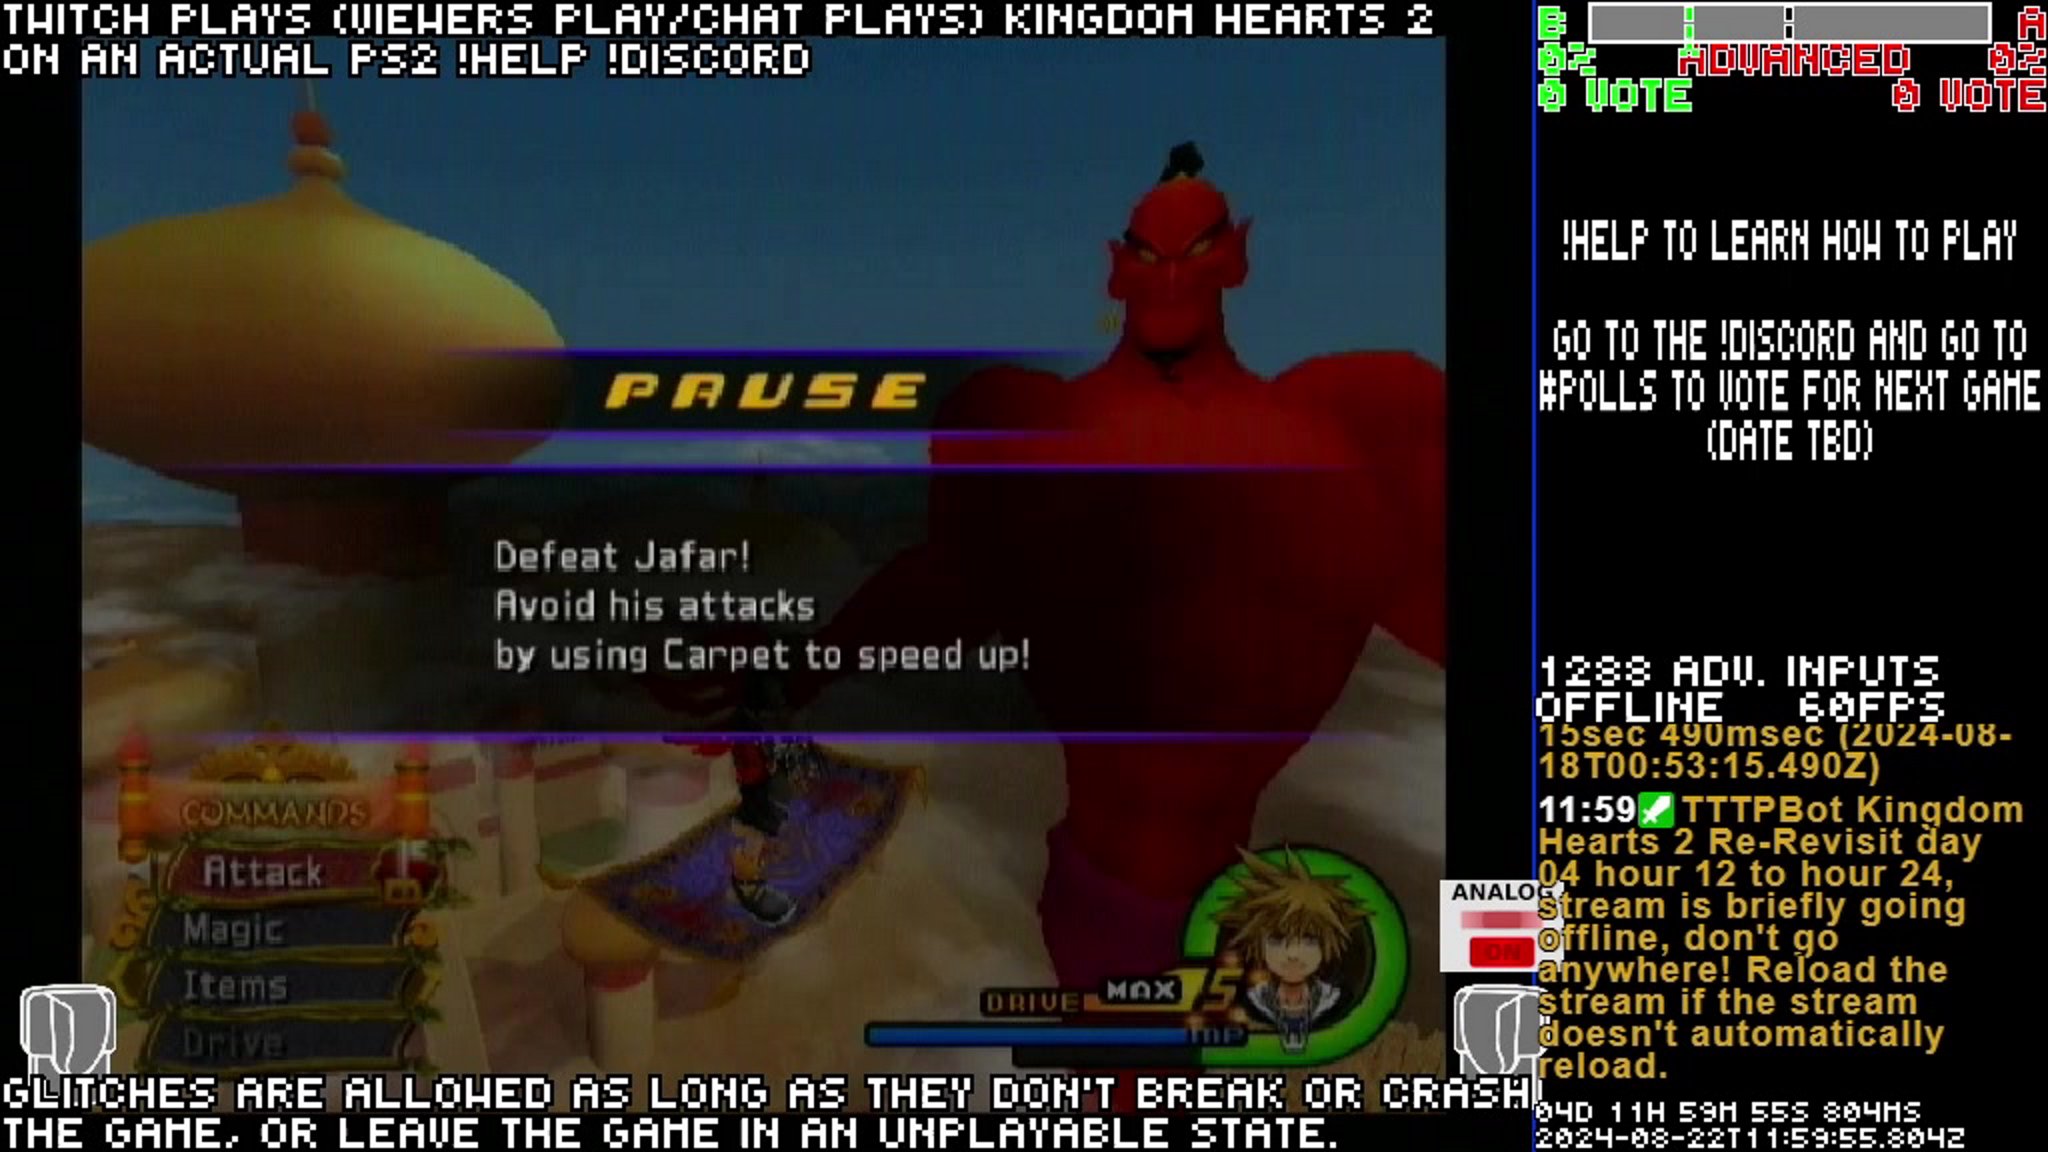 TWITCH PLAYS (VIEWERS PLAY/CHAT PLAYS) KINGDOM HEARTS 2
ON AN ACTUAL PS2 !HELP !DISCORD
B A
0% ADVANCED 0%
0 VOTE 0 VOTE
!HELP TO LEARN HOW TO PLAY
GO TO THE !DISCORD AND GO TO
#POLLS TO VOTE FOR NEXT GAME
(DATE TBD)
PAUSE
Defeat Jafar!
Avoid his attacks
by using Carpet to speed up!
COMMANDS
Attack
Magic
Items
Drive
DRIVE MAX 5
MP
ANALOG
ON
1288 ADV. INPUTS
OFFLINE 60FPS
15sec 490msec (2024-08-
18T00:53:15.490Z)
11:59 TTTPBot Kingdom
Hearts 2 Re-Revisit day
04 hour 12 to hour 24,
stream is briefly going
offline, don't go
anywhere! Reload the
stream if the stream
doesn't automatically
reload.
04D 11H 59M 55S 804MS
2024-08-22T11:59:55.804Z
GLITCHES ARE ALLOWED AS LONG AS THEY DON'T BREAK OR CRASH
THE GAME, OR LEAVE THE GAME IN AN UNPLAYABLE STATE.